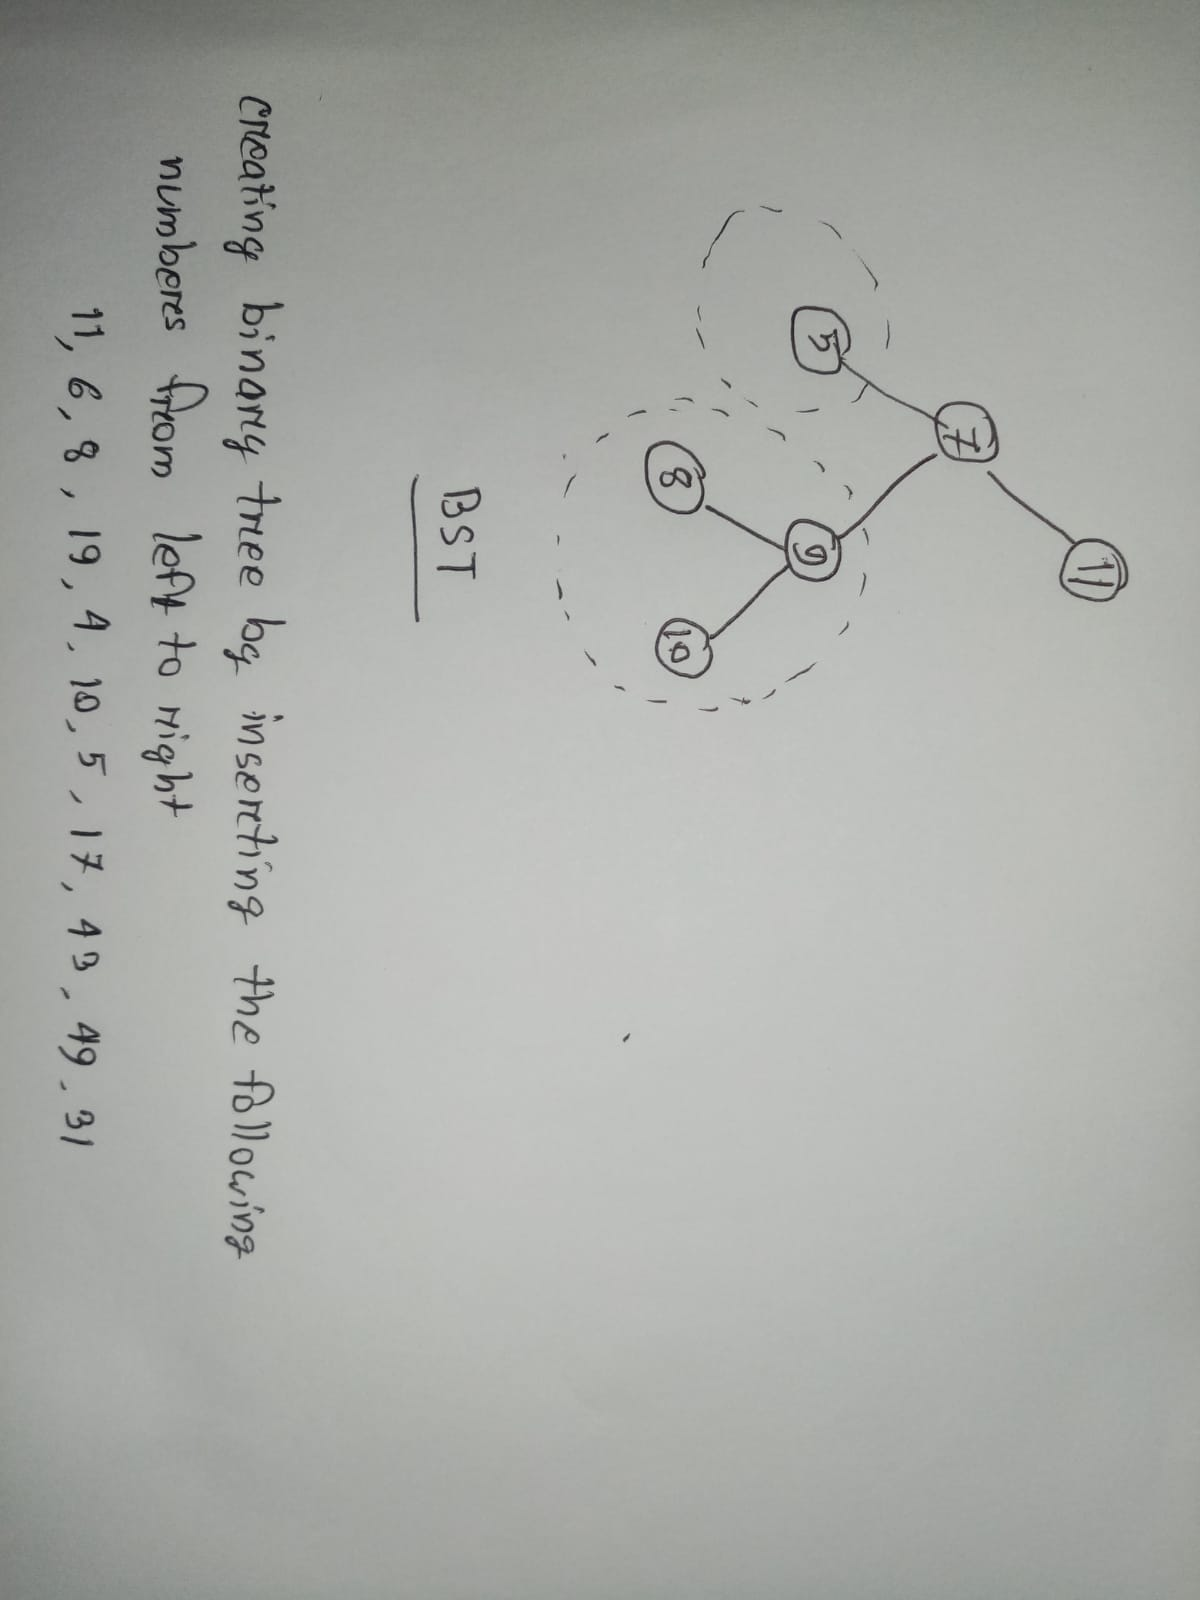 11
7
5
9
8
10
BST
creating binary tree by inserting the following
numbers from left to right
11, 6, 8, 19, 4, 10, 5, 17, 43, 49, 31